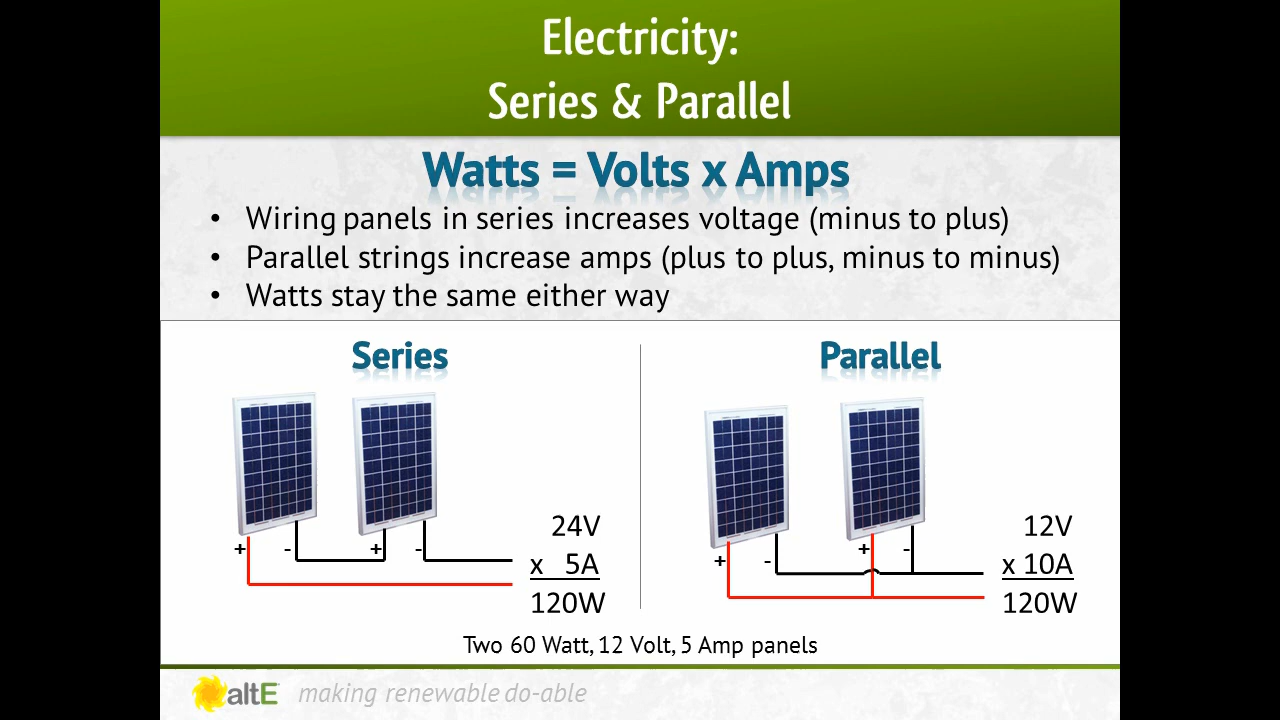 Electricity:
Series & Parallel
Watts = Volts x Amps
• Wiring panels in series increases voltage (minus to plus)
• Parallel strings increase amps (plus to plus, minus to minus)
• Watts stay the same either way
Series
+ - + -
24V
x 5A
120W
Parallel
+ - + -
12V
x 10A
120W
Two 60 Watt, 12 Volt, 5 Amp panels
altE making renewable do-able